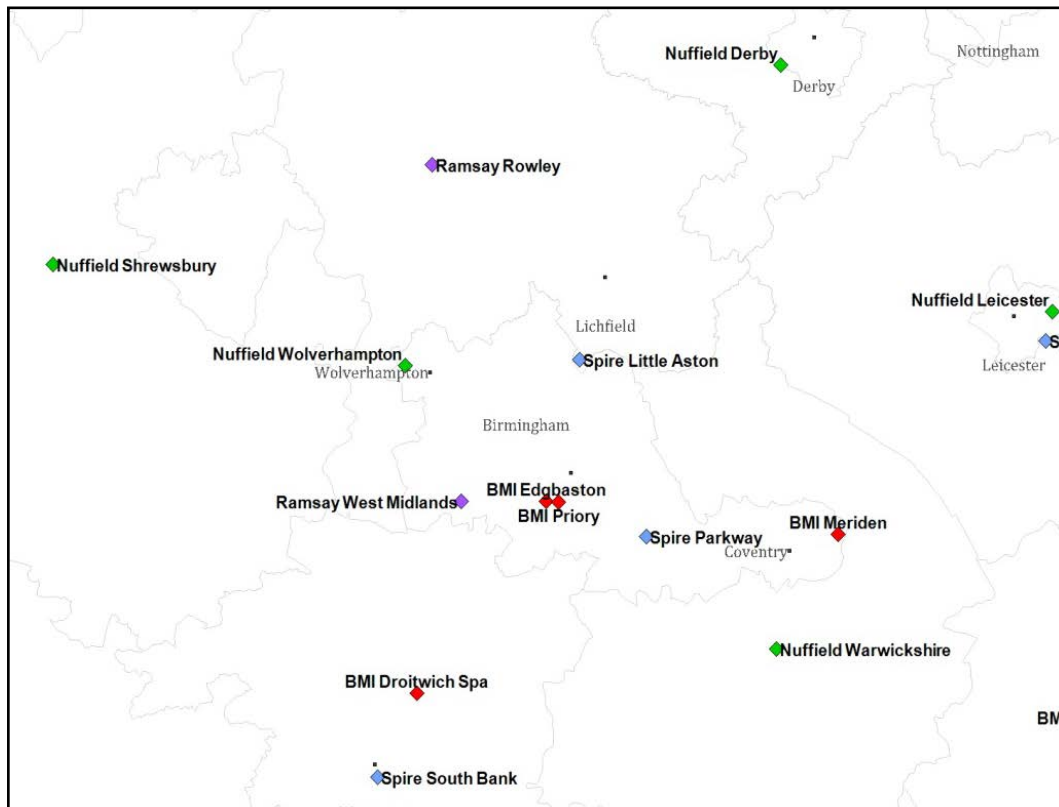 Nuffield Derby
Nottingham
Derby
Ramsay Rowley
Nuffield Shrewsbury
Nuffield Leicester
Lichfield
S
Nuffield Wolverhampton
Spire Little Aston
Wolverhampton
Leicester
Birmingham
BMI Edgbaston
Ramsay West Midlands
BMI Priory
BMI Meriden
Spire Parkway
Coventry
Nuffield Warwickshire
BMI Droitwich Spa
BM
Spire South Bank